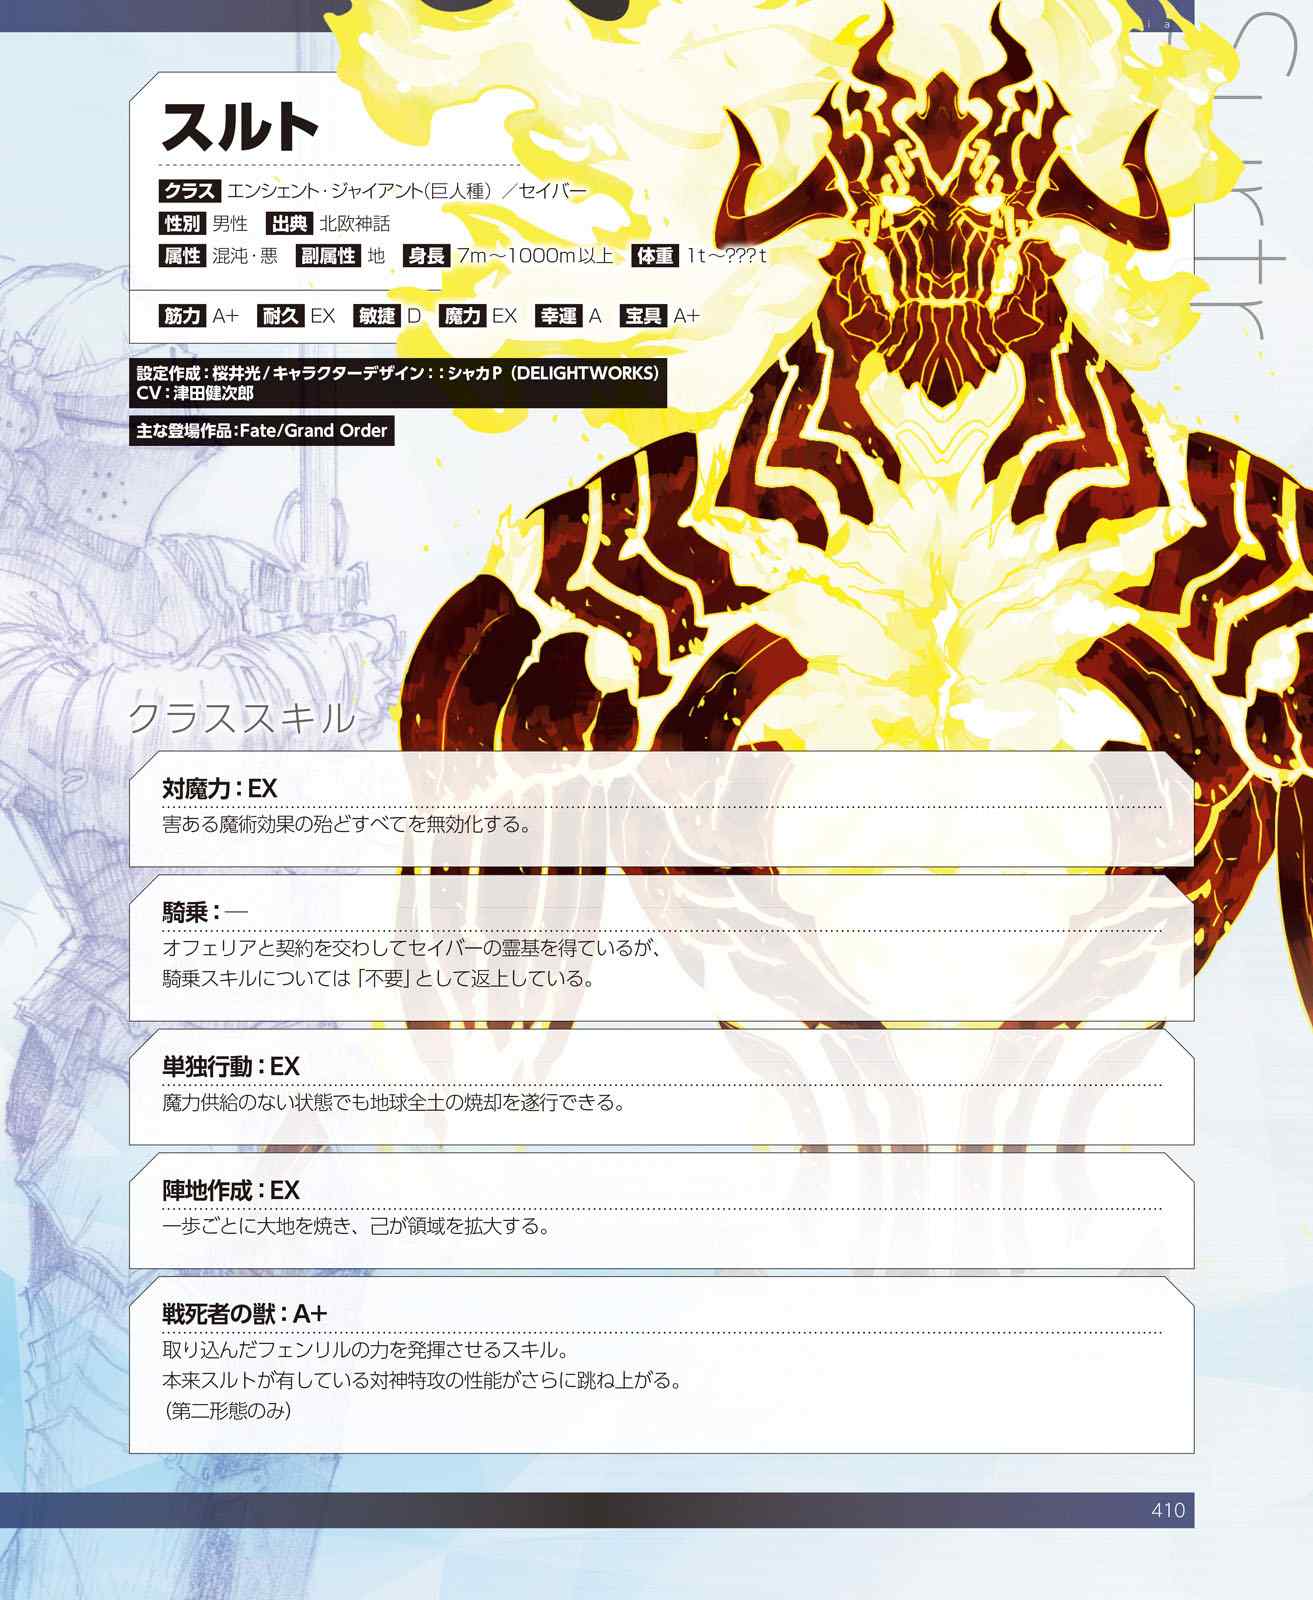 i a
Surtr
スルト
クラス エンシェント・ジャイアント(巨人種) ／セイバー
性別 男性 出典 北欧神話
属性 混沌・悪 副属性 地 身長 7m〜1000m以上 体重 1t〜???t
筋力 A+ 耐久 EX 敏捷 D 魔力 EX 幸運 A 宝具 A+
設定作成：桜井光 / キャラクターデザイン：：シャカP（DELIGHTWORKS）
CV：津田健次郎
主な登場作品：Fate/Grand Order
クラススキル
対魔力：EX
害ある魔術効果の殆どすべてを無効化する。
騎乗：—
オフェリアと契約を交わしてセイバーの霊基を得ているが、
騎乗スキルについては「不要」として返上している。
単独行動：EX
魔力供給のない状態でも地球全土の焼却を遂行できる。
陣地作成：EX
一歩ごとに大地を焼き、己が領域を拡大する。
戦死者の獣：A+
取り込んだフェンリルの力を発揮させるスキル。
本来スルトが有している対神特攻の性能がさらに跳ね上がる。
（第二形態のみ）
410